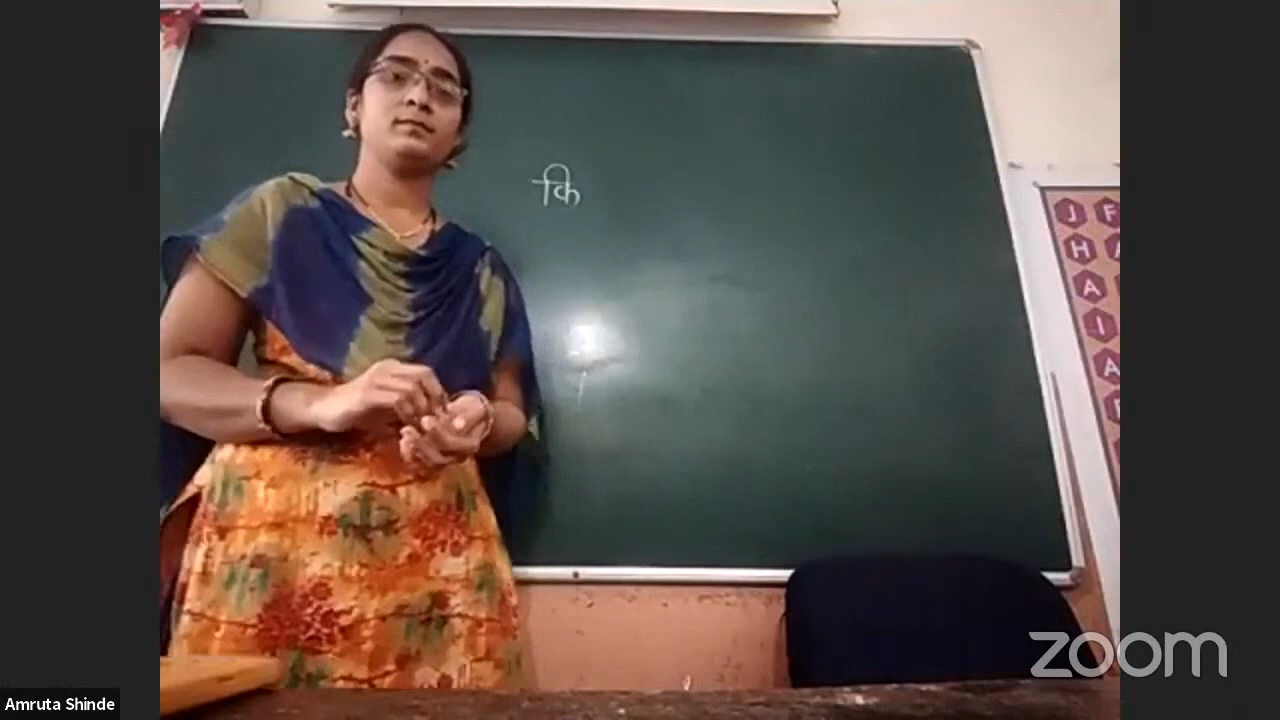 कि
J F
H A
A
I
A
zoom
Amruta Shinde